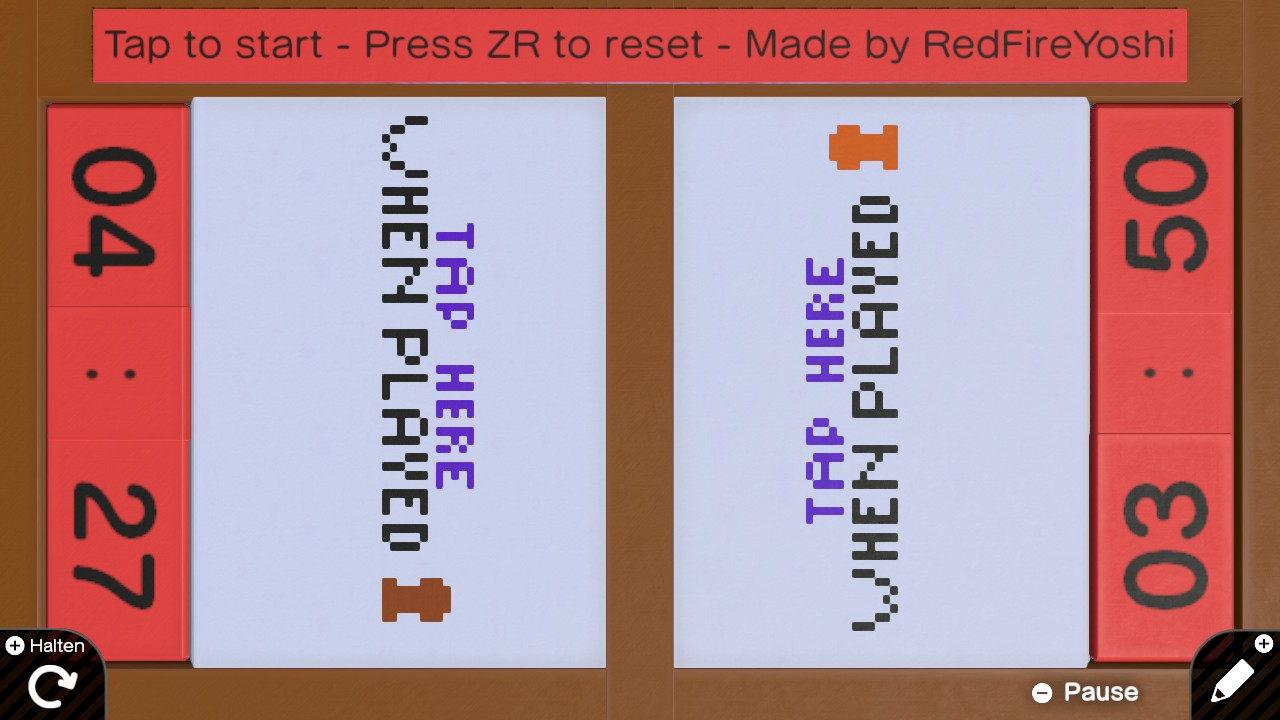 Tap to start - Press ZR to reset - Made by RedFireYoshi
TAP HERE
WHEN PLAYED
04 : 27
TAP HERE
WHEN PLAYED
03 : 50
Halten
Pause